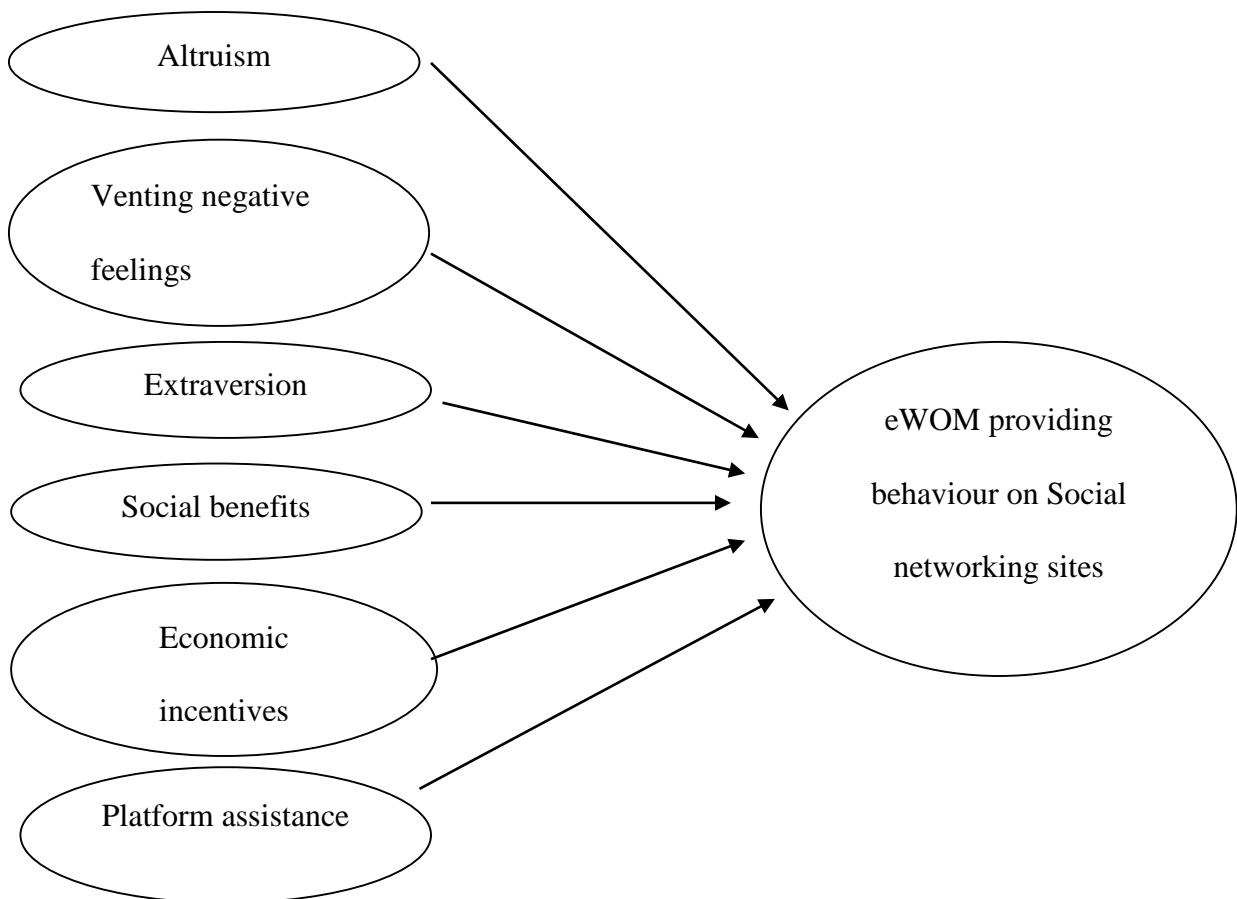 Altruism
Venting negative
feelings
Extraversion
Social benefits
Economic
incentives
Platform assistance
eWOM providing
behaviour on Social
networking sites